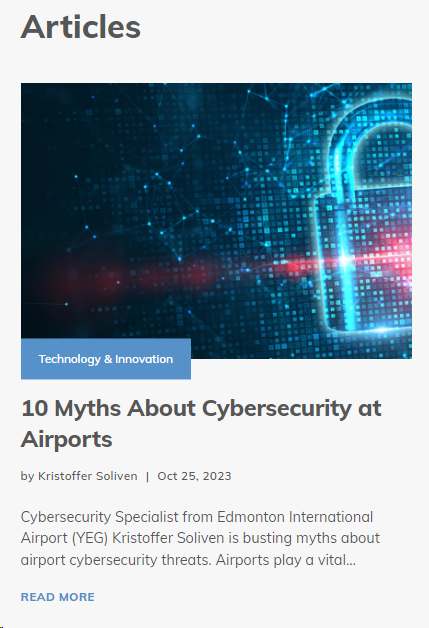 Articles
Technology & Innovation
10 Myths About Cybersecurity at
Airports
by Kristoffer Soliven | Oct 25, 2023
Cybersecurity Specialist from Edmonton International
Airport (YEG) Kristoffer Soliven is busting myths about
airport cybersecurity threats. Airports play a vital...
READ MORE